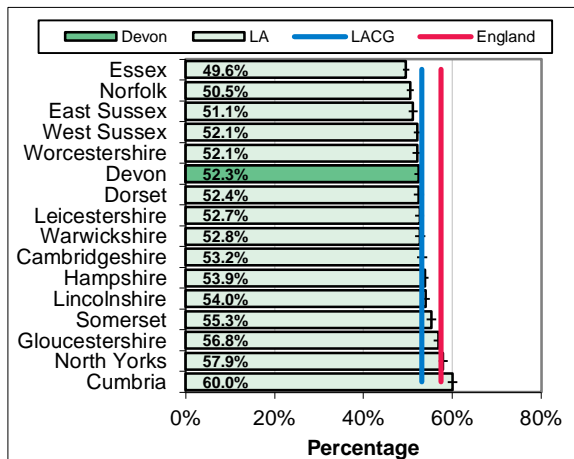 Devon LA LACG England
Essex 49.6%
Norfolk 50.5%
East Sussex 51.1%
West Sussex 52.1%
Worcestershire 52.1%
Devon 52.3%
Dorset 52.4%
Leicestershire 52.7%
Warwickshire 52.8%
Cambridgeshire 53.2%
Hampshire 53.9%
Lincolnshire 54.0%
Somerset 55.3%
Gloucestershire 56.8%
North Yorks 57.9%
Cumbria 60.0%
0% 20% 40% 60% 80%
Percentage